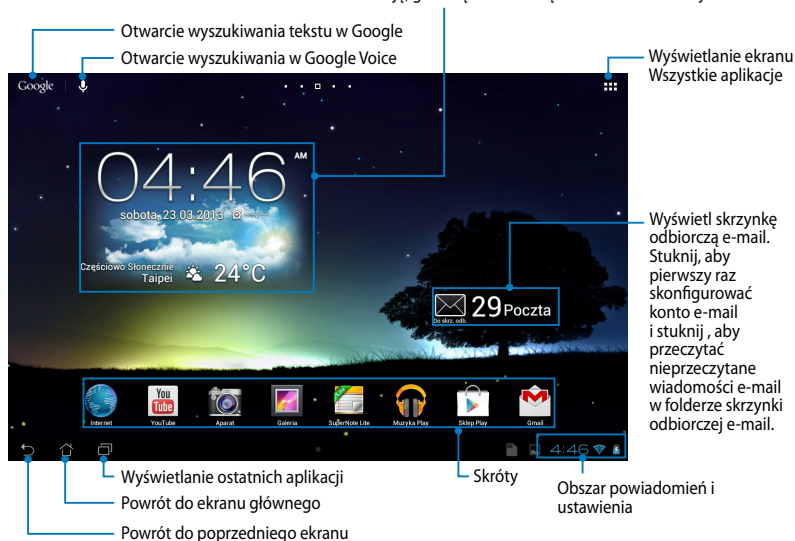 Otwarcie wyszukiwania tekstu w Google
Otwarcie wyszukiwania w Google Voice
Wyświetlanie ekranu
Wszystkie aplikacje
Google
04:46 AM
sobota, 23.03.2013
Częściowo Słonecznie
Taipei
24°C
Wyświetl skrzynkę
odbiorczą e-mail.
Stuknij, aby
pierwszy raz
skonfigurować
konto e-mail
i stuknij , aby
przeczytać
nieprzeczytane
wiadomości e-mail
w folderze skrzynki
odbiorczej e-mail.
29 Poczta
Do skrz. odb.
You
Tube
Lite
Internet
YouTube
Aparat
Galeria
SuperNote Lite
Muzyka Play
Sklep Play
Gmail
4:46
Wyświetlanie ostatnich aplikacji
Skróty
Obszar powiadomień i
ustawienia
Powrót do ekranu głównego
Powrót do poprzedniego ekranu